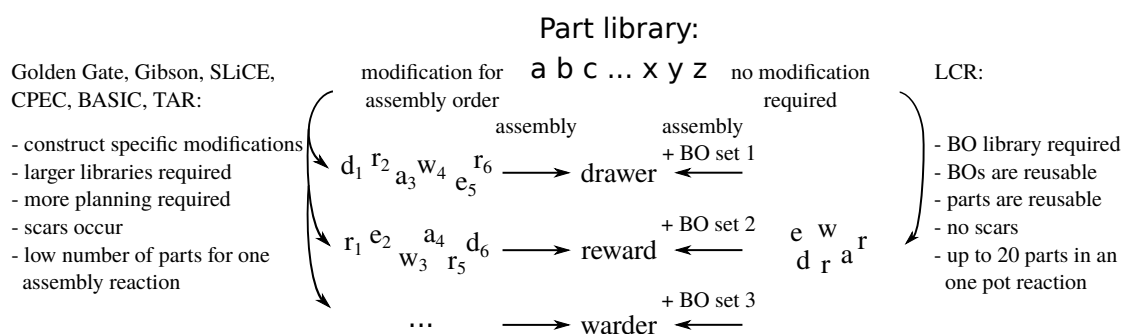 Part library:
a b c ... x y z
Golden Gate, Gibson, SLiCE,
CPEC, BASIC, TAR:
- construct specific modifications
- larger libraries required
- more planning required
- scars occur
- low number of parts for one
assembly reaction
modification for
assembly order
no modification
required
LCR:
- BO library required
- BOs are reusable
- parts are reusable
- no scars
- up to 20 parts in an
one pot reaction
assembly
assembly
d1 r2 a3 w4 e5 r6
drawer
+ BO set 1
r1 e2 w3 a4 r5 d6
reward
+ BO set 2
e w r
d r a
...
warder
+ BO set 3